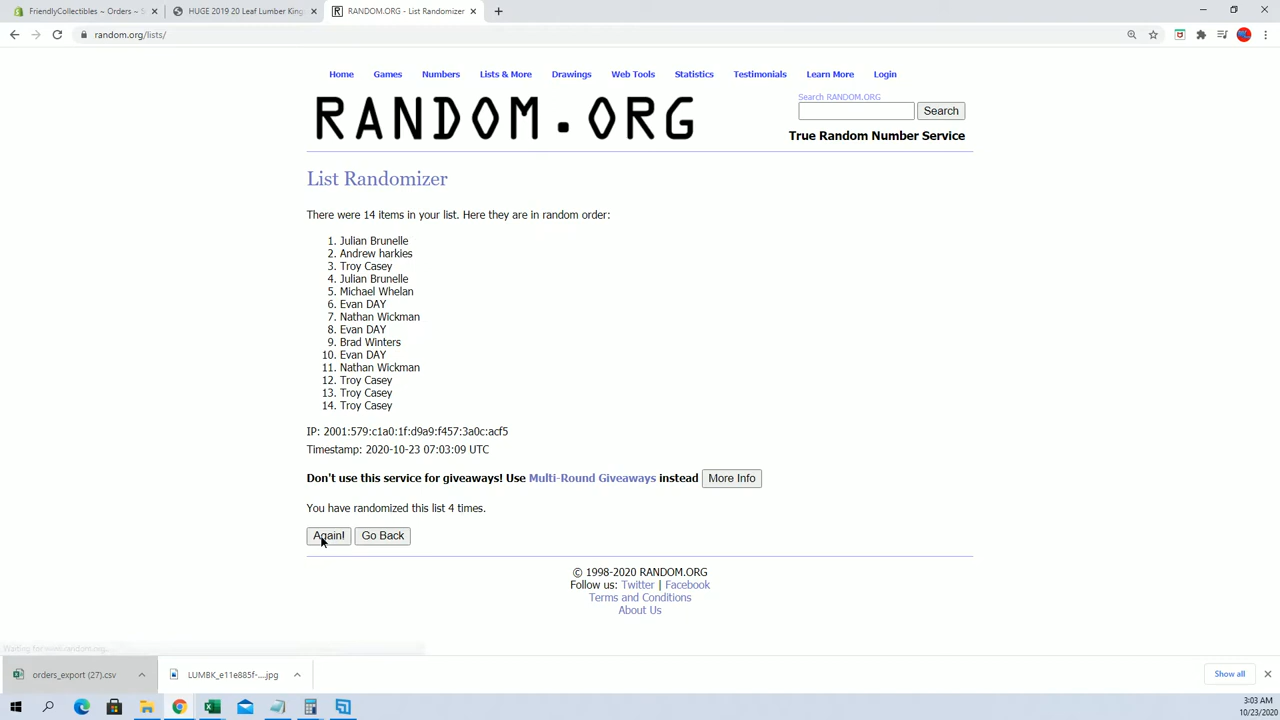 FriendlyCollectibles ~ Orders ~ S
HUGE 2019 20 Leaf Lumber King
RANDOM.ORG - List Randomizer
random.org/lists/
Home Games Numbers Lists & More Drawings Web Tools Statistics Testimonials Learn More Login
RANDOM.ORG
Search RANDOM.ORG
Search
True Random Number Service
List Randomizer
There were 14 items in your list. Here they are in random order:
1. Julian Brunelle
2. Andrew harkies
3. Troy Casey
4. Julian Brunelle
5. Michael Whelan
6. Evan DAY
7. Nathan Wickman
8. Evan DAY
9. Brad Winters
10. Evan DAY
11. Nathan Wickman
12. Troy Casey
13. Troy Casey
14. Troy Casey
IP: 2001:579:c1a0:1f:d9a9:f457:3a0c:acf5
Timestamp: 2020-10-23 07:03:09 UTC
Don't use this service for giveaways! Use Multi-Round Giveaways instead More Info
You have randomized this list 4 times.
Again! Go Back
© 1998-2020 RANDOM.ORG
Follow us: Twitter | Facebook
Terms and Conditions
About Us
orders_export (27).csv
LUMBK_e11e885f-....jpg
Show all
3:03 AM
10/23/2020